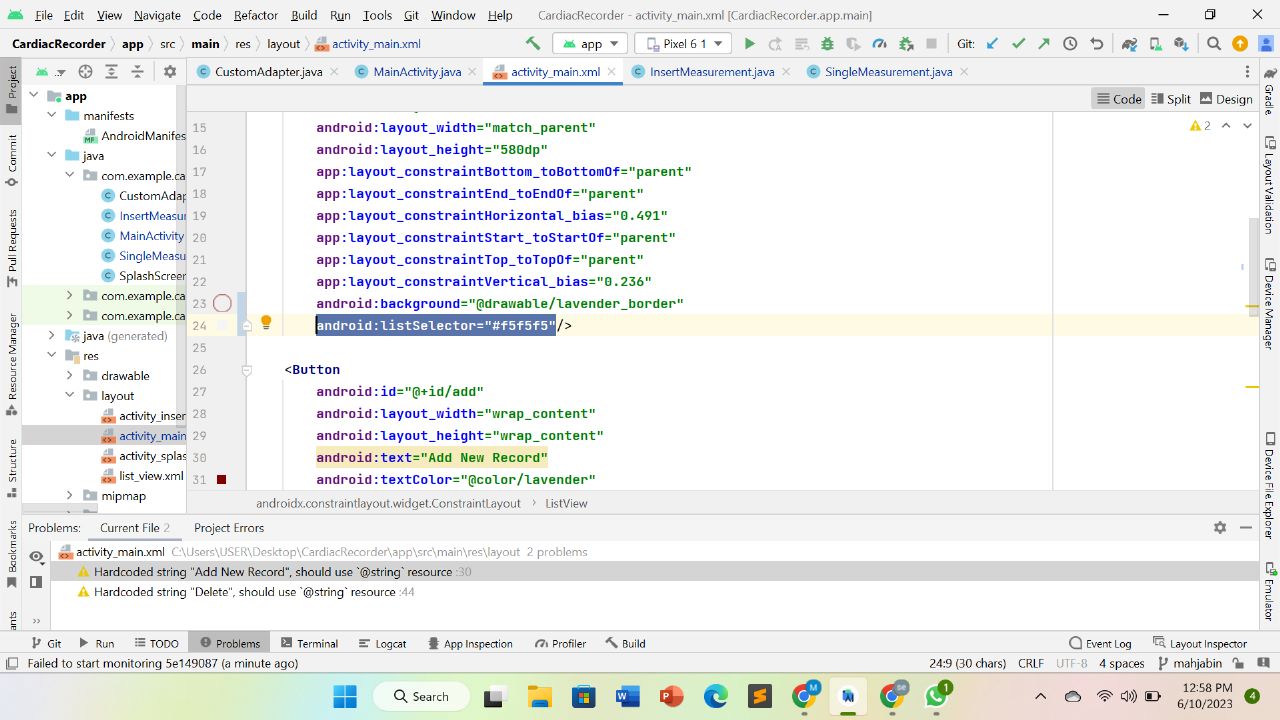 File Edit View Navigate Code Refactor Build Run Tools Git Window Help CardiacRecorder - activity_main.xml [CardiacRecorder.app.main]
CardiacRecorder app src main res layout activity_main.xml app Pixel 6 1 Git:
CustomAdapter.java MainActivity.java activity_main.xml InsertMeasurement.java SingleMeasurement.java
Code Split Design
Project
Commit
Pull Requests
Resource Manager
Structure
Bookmarks
app
manifests
AndroidManifes
java
com.example.ca
CustomAdap
InsertMeasur
MainActivity
SingleMeasu
SplashScreen
com.example.ca
com.example.ca
java (generated)
res
drawable
layout
activity_inser
activity_main
activity_splas
list_view.xml
mipmap
2
15 android:layout_width="match_parent"
16 android:layout_height="580dp"
17 app:layout_constraintBottom_toBottomOf="parent"
18 app:layout_constraintEnd_toEndOf="parent"
19 app:layout_constraintHorizontal_bias="0.491"
20 app:layout_constraintStart_toStartOf="parent"
21 app:layout_constraintTop_toTopOf="parent"
22 app:layout_constraintVertical_bias="0.236"
23 android:background="@drawable/lavender_border"
24 android:listSelector="#f5f5f5"/>
25
26 <Button
27 android:id="@+id/add"
28 android:layout_width="wrap_content"
29 android:layout_height="wrap_content"
30 android:text="Add New Record"
31 android:textColor="@color/lavender"
androidx.constraintlayout.widget.ConstraintLayout ListView
Gradle
Layout Validation
Device Manager
Device File Explorer
Emulator
Problems: Current File 2 Project Errors
activity_main.xml C:\Users\USER\Desktop\CardiacRecorder\app\src\main\res\layout 2 problems
Hardcoded string "Add New Record", should use `@string` resource :30
Hardcoded string "Delete", should use `@string` resource :44
Git Run TODO Problems Terminal Logcat App Inspection Profiler Build Event Log Layout Inspector
Failed to start monitoring 5e149087 (a minute ago) 24:9 (30 chars) CRLF UTF-8 4 spaces mahjabin
Search
12:58 PM
6/10/2023
4